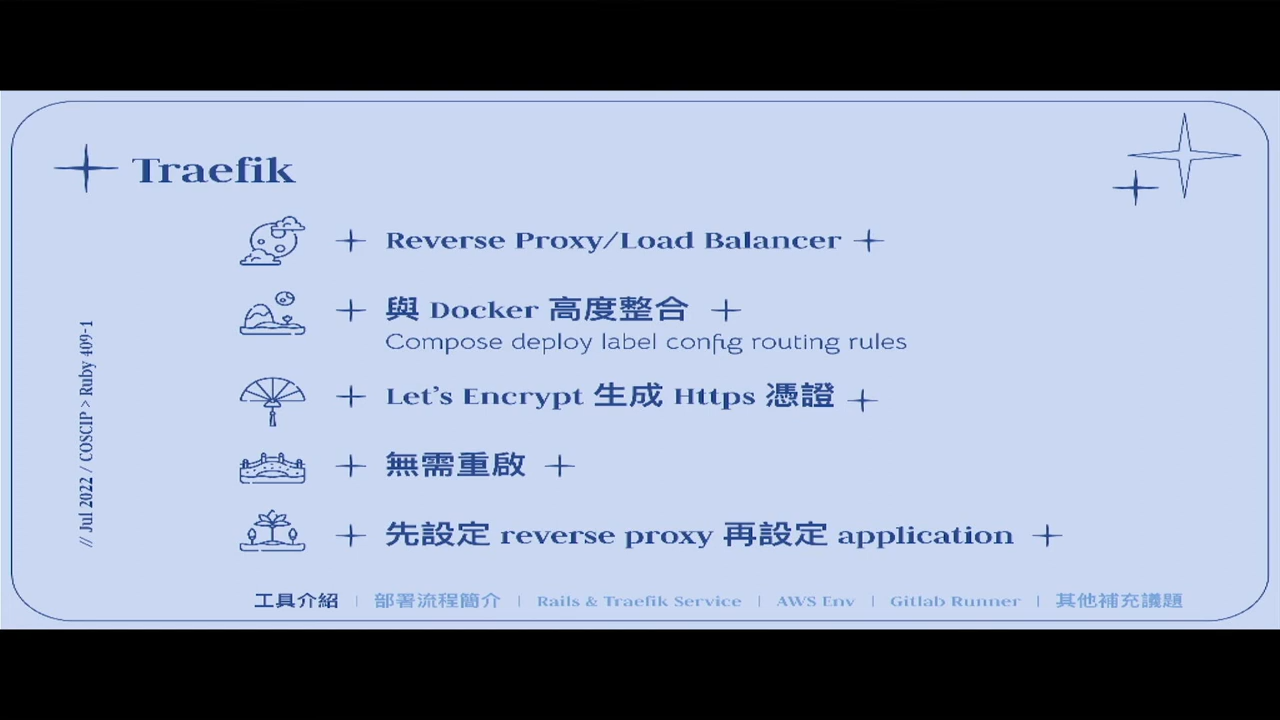 Traefik
Reverse Proxy/Load Balancer
與 Docker 高度整合
Compose deploy label config routing rules
Let's Encrypt 生成 Https 憑證
無需重啟
先設定 reverse proxy 再設定 application
// Jul 2022 / COSCIP > Ruby 409-1
工具介紹 | 部署流程簡介 | Rails & Traefik Service | AWS Env | Gitlab Runner | 其他補充議題